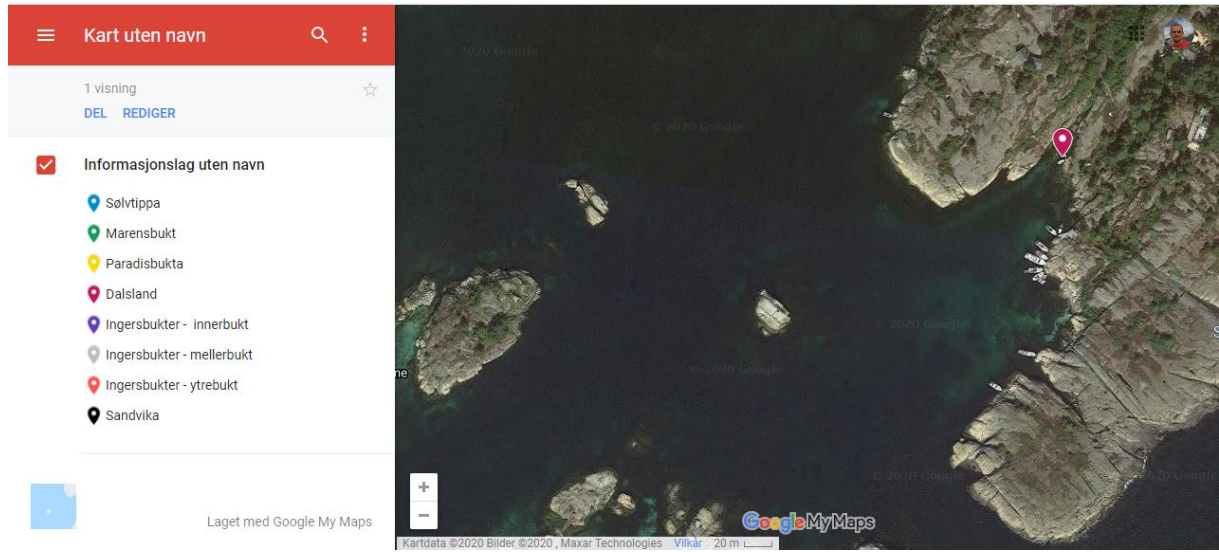 Kart uten navn
1 visning
DEL REDIGER
Informasjonslag uten navn
Sølvtippa
Marensbukt
Paradisbukta
Dalsland
Ingersbukter - innerbukt
Ingersbukter - mellerbukt
Ingersbukter - ytrebukt
Sandvika
Laget med Google My Maps
© 2020 Google
© 2020 Google
© 2020 Google
© 2020 Google
© 2020 Google
ne
S
+
−
Google My Maps
Kartdata ©2020 Bilder ©2020 , Maxar Technologies Vilkår 20 m